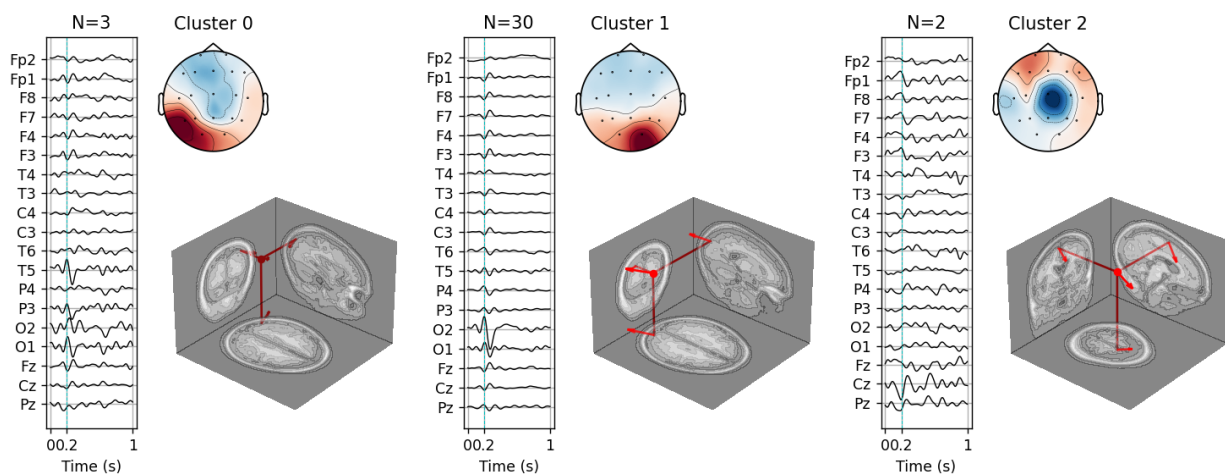 N=3 Cluster 0
Fp2
Fp1
F8
F7
F4
F3
T4
T3
C4
C3
T6
T5
P4
P3
O2
O1
Fz
Cz
Pz
00.2 1
Time (s)
N=30 Cluster 1
Fp2
Fp1
F8
F7
F4
F3
T4
T3
C4
C3
T6
T5
P4
P3
O2
O1
Fz
Cz
Pz
00.2 1
Time (s)
N=2 Cluster 2
Fp2
Fp1
F8
F7
F4
F3
T4
T3
C4
C3
T6
T5
P4
P3
O2
O1
Fz
Cz
Pz
00.2 1
Time (s)